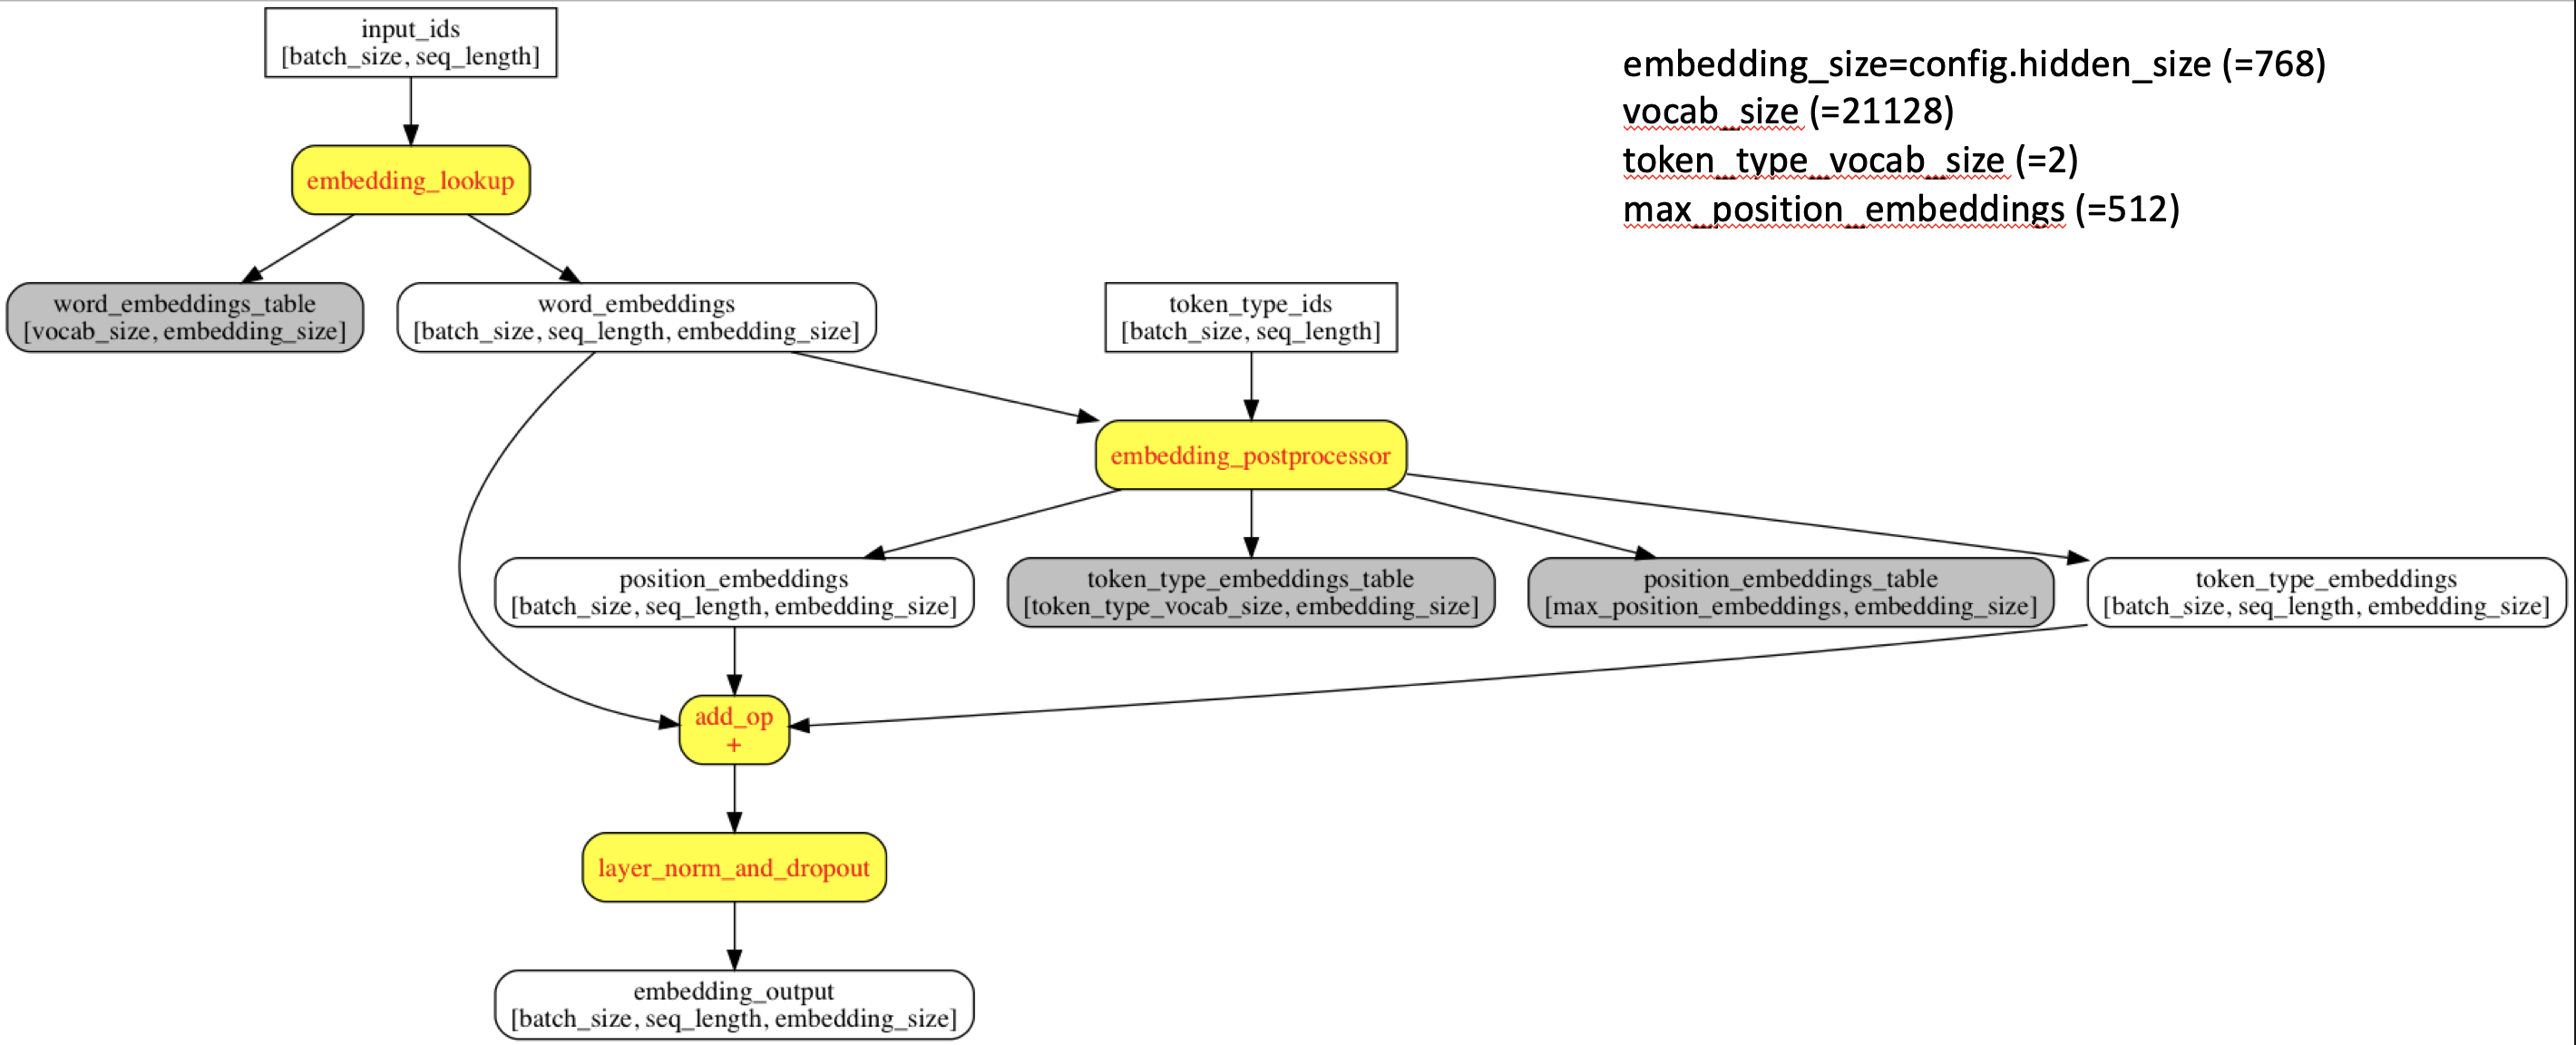 input_ids
[batch_size, seq_length]
embedding_size=config.hidden_size (=768)
vocab_size (=21128)
token_type_vocab_size (=2)
max_position_embeddings (=512)
embedding_lookup
word_embeddings_table
[vocab_size, embedding_size]
word_embeddings
[batch_size, seq_length, embedding_size]
token_type_ids
[batch_size, seq_length]
embedding_postprocessor
position_embeddings
[batch_size, seq_length, embedding_size]
token_type_embeddings_table
[token_type_vocab_size, embedding_size]
position_embeddings_table
[max_position_embeddings, embedding_size]
token_type_embeddings
[batch_size, seq_length, embedding_size]
add_op
+
layer_norm_and_dropout
embedding_output
[batch_size, seq_length, embedding_size]